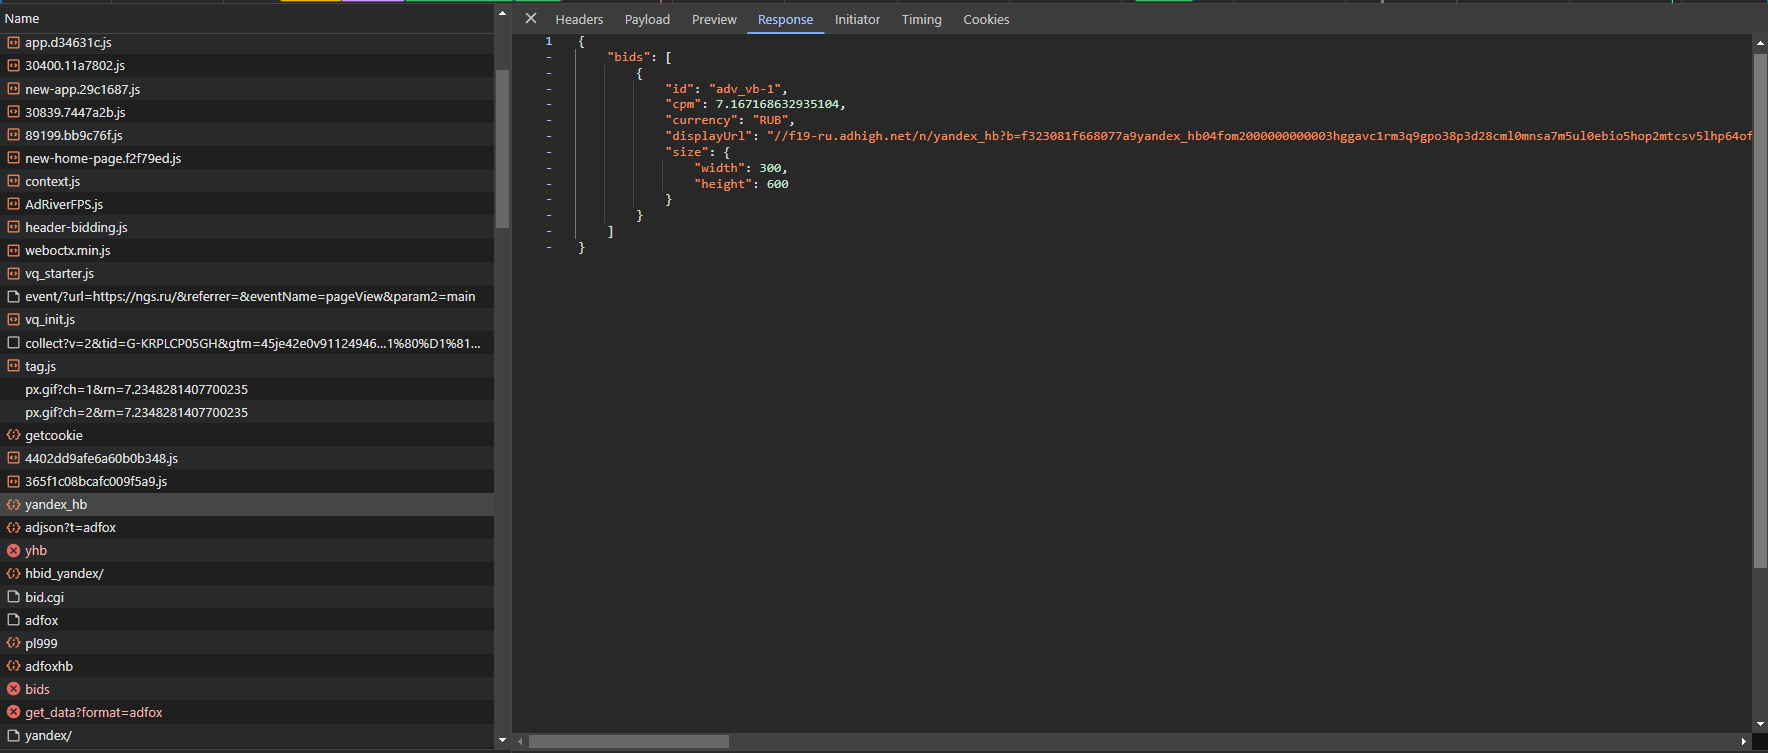 Name
app.d34631c.js
30400.11a7802.js
new-app.29c1687.js
30839.7447a2b.js
89199.bb9c76f.js
new-home-page.f2f79ed.js
context.js
AdRiverFPS.js
header-bidding.js
weboctx.min.js
vq_starter.js
event/?url=https://ngs.ru/&referrer=&eventName=pageView&param2=main
vq_init.js
collect?v=2&tid=G-KRPLCP05GH&gtm=45je42e0v91124946...1%80%D1%81...
tag.js
px.gif?ch=1&rn=7.2348281407700235
px.gif?ch=2&rn=7.2348281407700235
getcookie
4402dd9afe6a60b0b348.js
365f1c08bcafc009f5a9.js
yandex_hb
adjson?t=adfox
yhb
hbid_yandex/
bid.cgi
adfox
pl999
adfoxhb
bids
get_data?format=adfox
yandex/
Headers Payload Preview Response Initiator Timing Cookies
1 {
- "bids": [
- {
- "id": "adv_vb-1",
- "cpm": 7.167168632935104,
- "currency": "RUB",
- "displayUrl": "//f19-ru.adhigh.net/n/yandex_hb?b=f323081f668077a9yandex_hb04fom2000000000003hggavc1rm3q9gpo38p3d28cml0mnsa7m5ul0ebio5hop2mtcsv5lhp64of
- "size": {
- "width": 300,
- "height": 600
- }
- }
- ]
- }